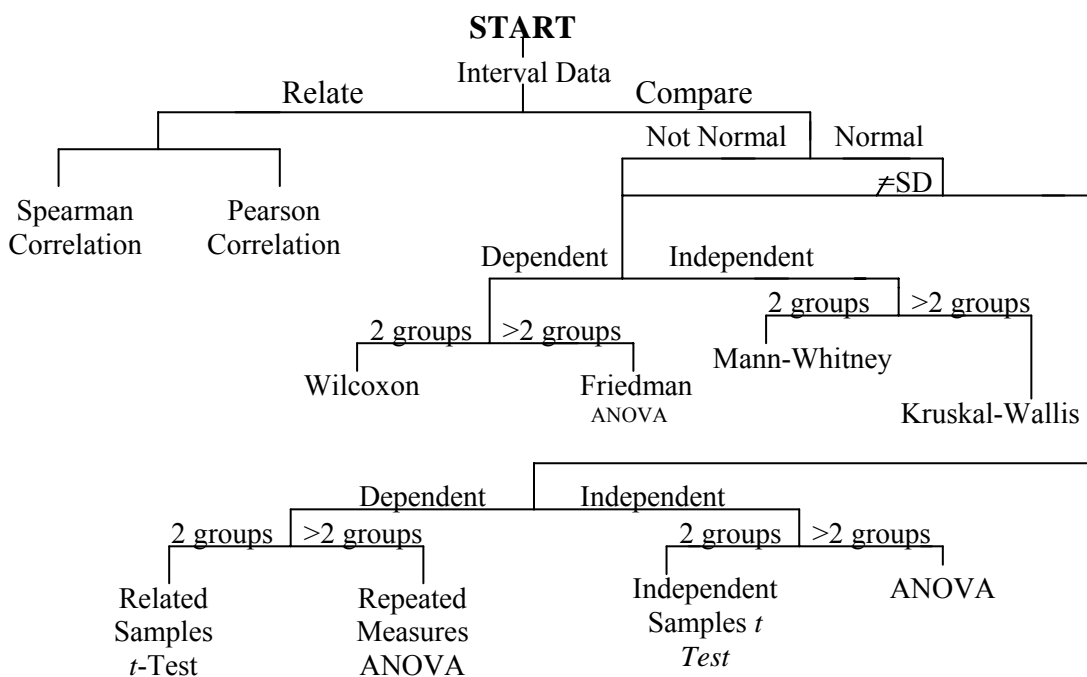 START
Interval Data
Relate
Compare
Not Normal
Normal
≠SD
Spearman
Correlation
Pearson
Correlation
Dependent
Independent
2 groups
>2 groups
2 groups
>2 groups
Wilcoxon
Friedman
ANOVA
Mann-Whitney
Kruskal-Wallis
Dependent
Independent
2 groups
>2 groups
2 groups
>2 groups
Related
Samples
t-Test
Repeated
Measures
ANOVA
Independent
Samples t
Test
ANOVA